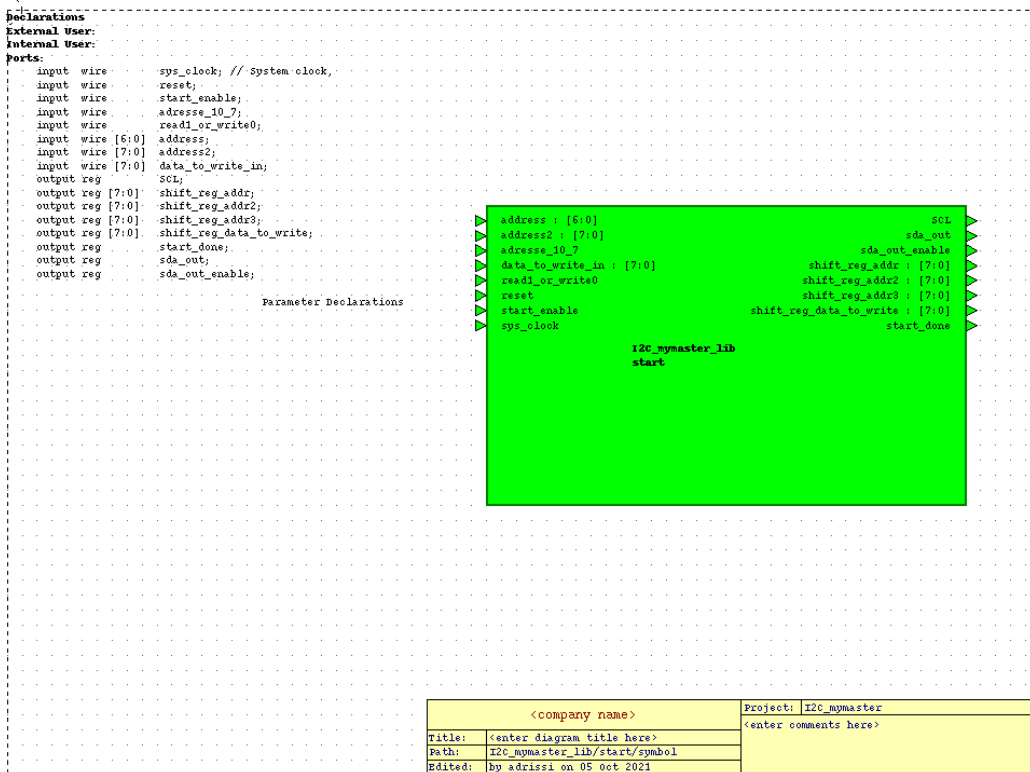 Declarations
External User:
Internal User:
Ports:
input wire sys_clock; // System clock,
input wire reset;
input wire start_enable;
input wire adresse_10_7;
input wire read1_or_write0;
input wire [6:0] address;
input wire [7:0] address2;
input wire [7:0] data_to_write_in;
output reg SCL;
output reg [7:0] shift_reg_addr;
output reg [7:0] shift_reg_addr2;
output reg [7:0] shift_reg_addr3;
output reg [7:0] shift_reg_data_to_write;
output reg start_done;
output reg sda_out;
output reg sda_out_enable;
Parameter Declarations
address : [6:0] SCL
address2 : [7:0] sda_out
adresse_10_7 sda_out_enable
data_to_write_in : [7:0] shift_reg_addr : [7:0]
read1_or_write0 shift_reg_addr2 : [7:0]
reset shift_reg_addr3 : [7:0]
start_enable shift_reg_data_to_write : [7:0]
sys_clock start_done
I2C_mymaster_lib
start
<company name>
Title: <enter diagram title here>
Path: I2C_mymaster_lib/start/symbol
Edited: by adrissi on 05 Oct 2021
Project: I2C_mymaster
<enter comments here>